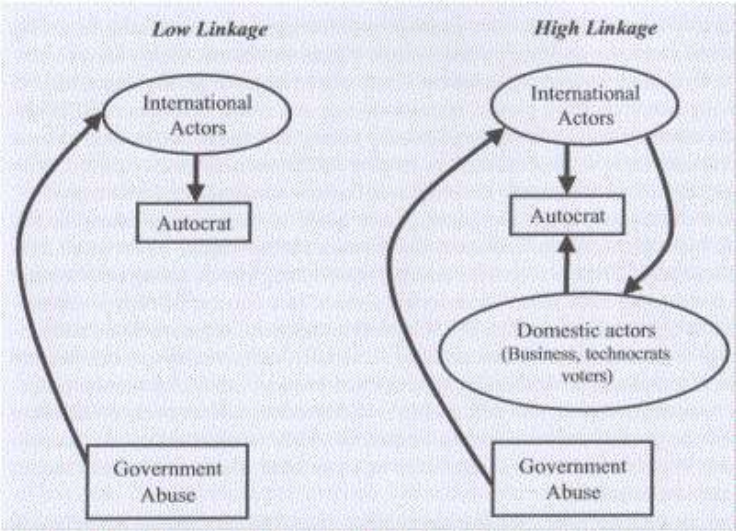 Low Linkage
International
Actors
Autocrat
Government
Abuse
High Linkage
International
Actors
Autocrat
Domestic actors
(Business, technocrats
voters)
Government
Abuse